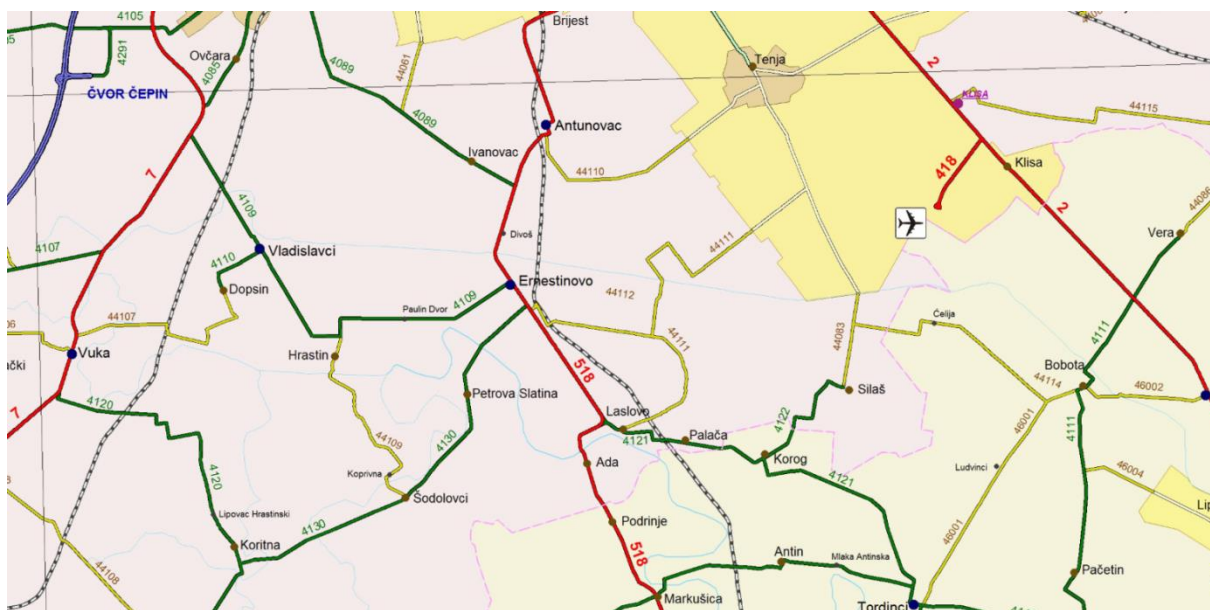 4105
Brijest
4291
Ovčara
4085
4089
44061
Tenja
2
ČVOR ČEPIN
KLISA
44115
Antunovac
4089
Ivanovac
44110
418
Klisa
7
4109
2
44086
Vera
Divoš
4107
Vladislavci
44111
4110
Ernestinovo
Dopsin
4109
44112
Paulin Dvor
4111
Čelija
44107
44083
44111
Vuka
Hrastin
518
Bobota
Petrova Slatina
Silaš
44114
46002
7
4120
Laslovo
4122
46001
4111
4121
Palača
44109
4130
Korog
Ada
Ludvinci
46004
4120
Koprivna
4121
Šodolovci
Lip
Lipovac Hrastinski
Podrinje
4130
46001
Koritna
518
Antin
Mlaka Antinska
44108
Pačetin
Markušica
Tordinci